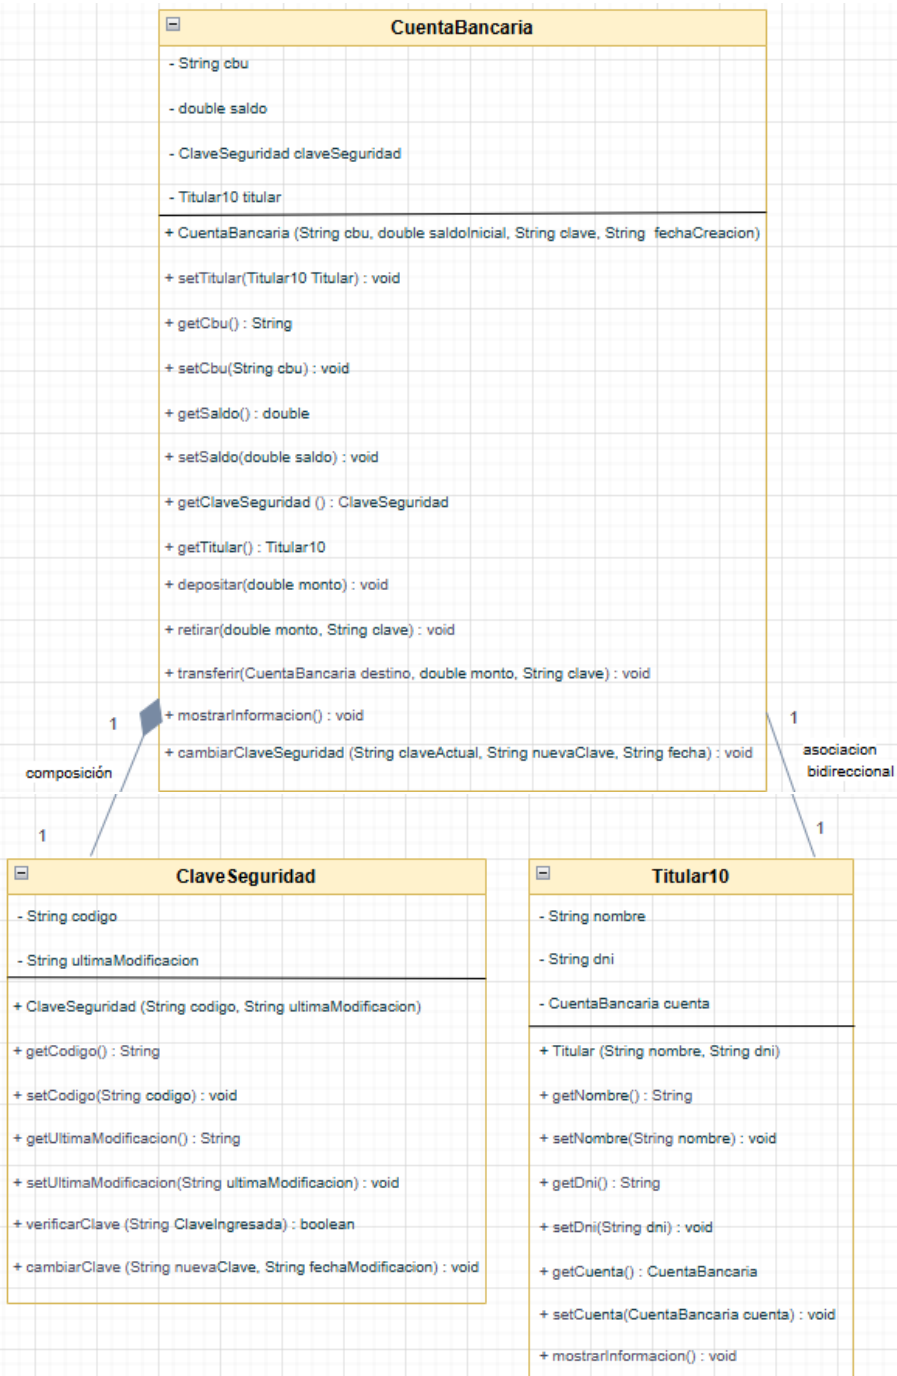 CuentaBancaria
- String cbu
- double saldo
- ClaveSeguridad claveSeguridad
- Titular10 titular
+ CuentaBancaria (String cbu, double saldoInicial, String clave, String fechaCreacion)
+ setTitular(Titular10 Titular) : void
+ getCbu() : String
+ setCbu(String cbu) : void
+ getSaldo() : double
+ setSaldo(double saldo) : void
+ getClaveSeguridad () : ClaveSeguridad
+ getTitular() : Titular10
+ depositar(double monto) : void
+ retirar(double monto, String clave) : void
+ transferir(CuentaBancaria destino, double monto, String clave) : void
+ mostrarInformacion() : void
+ cambiarClaveSeguridad (String claveActual, String nuevaClave, String fecha) : void
1
composición
1
1
asociacion
bidireccional
1
ClaveSeguridad
- String codigo
- String ultimaModificacion
+ ClaveSeguridad (String codigo, String ultimaModificacion)
+ getCodigo() : String
+ setCodigo(String codigo) : void
+ getUltimaModificacion() : String
+ setUltimaModificacion(String ultimaModificacion) : void
+ verificarClave (String ClaveIngresada) : boolean
+ cambiarClave (String nuevaClave, String fechaModificacion) : void
Titular10
- String nombre
- String dni
- CuentaBancaria cuenta
+ Titular (String nombre, String dni)
+ getNombre() : String
+ setNombre(String nombre) : void
+ getDni() : String
+ setDni(String dni) : void
+ getCuenta() : CuentaBancaria
+ setCuenta(CuentaBancaria cuenta) : void
+ mostrarInformacion() : void